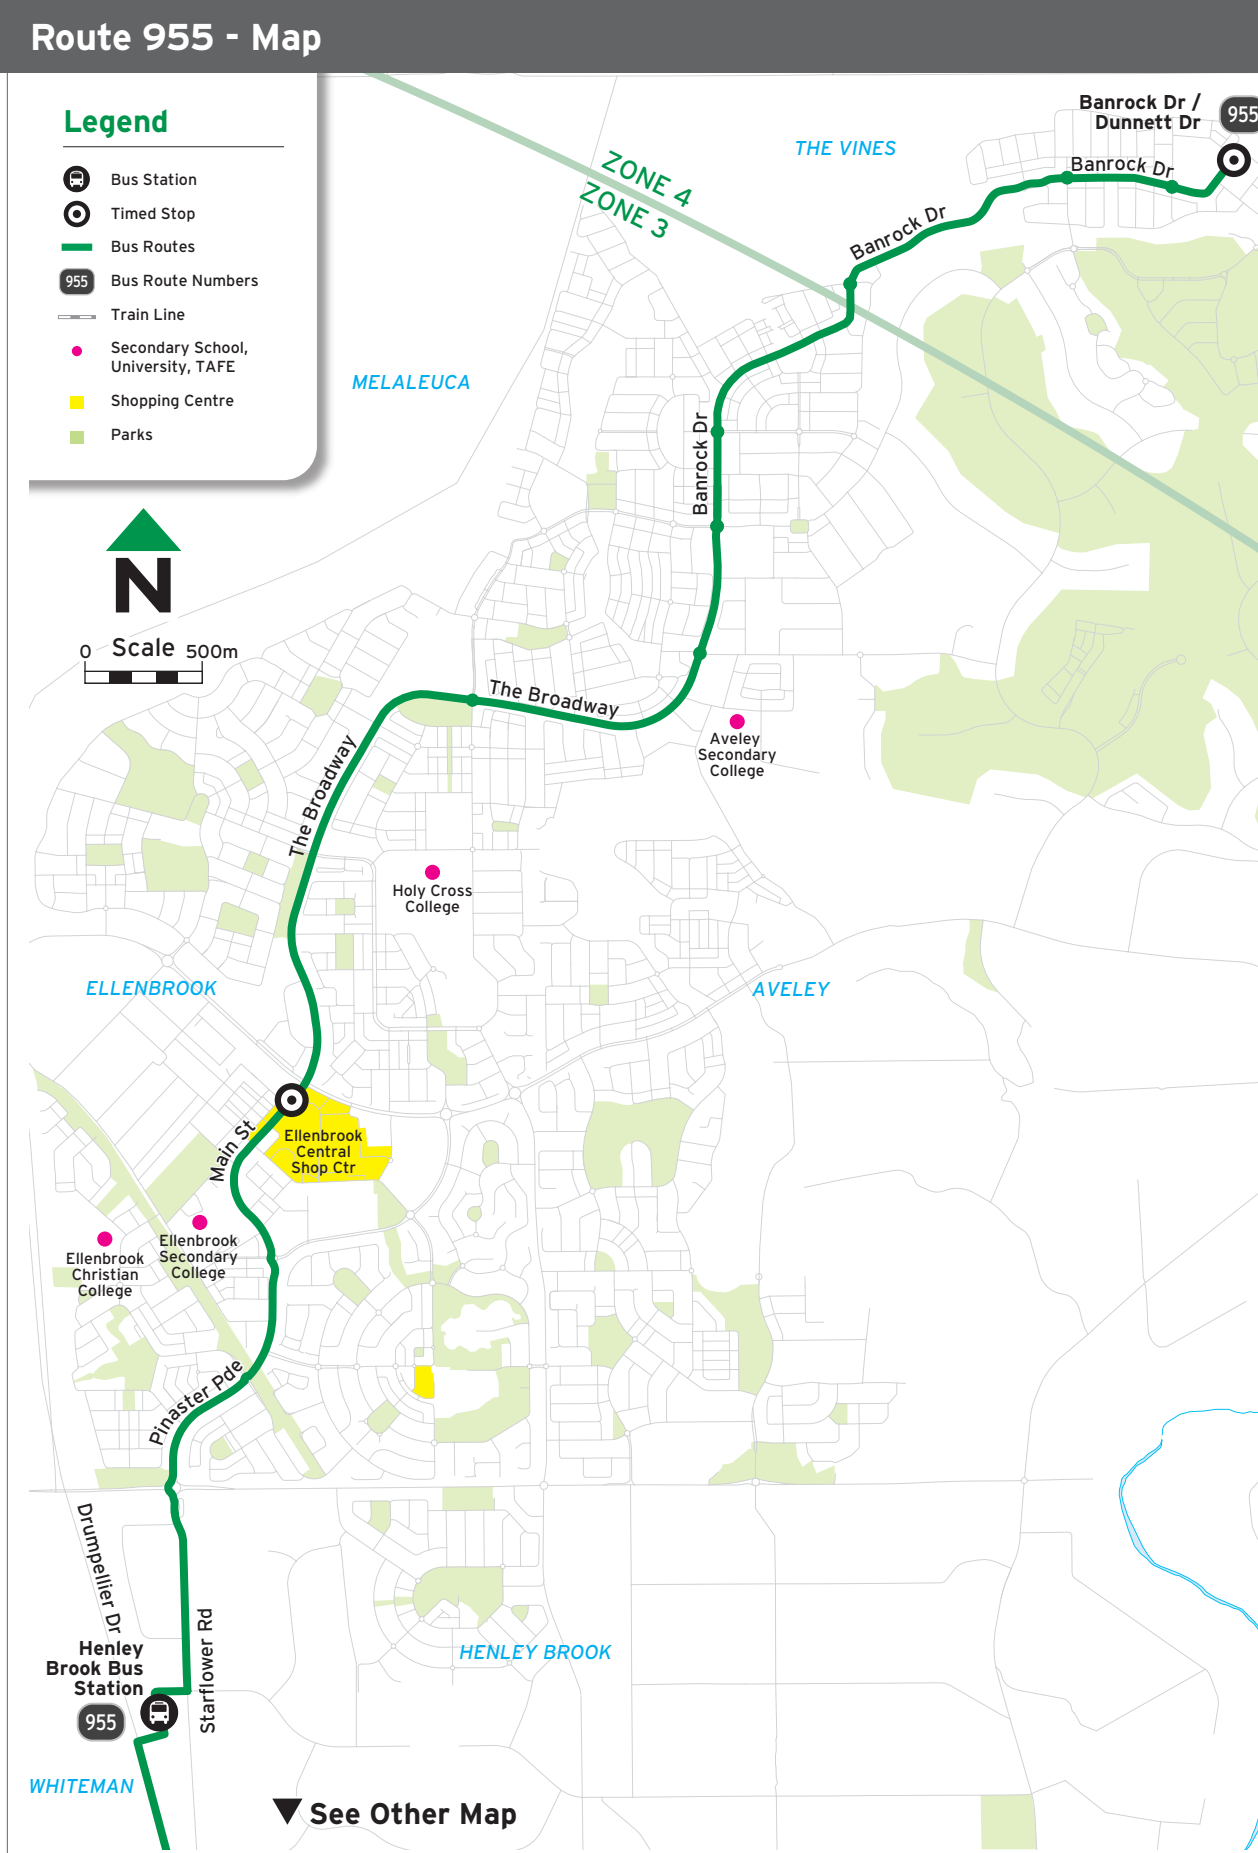 Route 955 - Map
Legend
Bus Station
Timed Stop
Bus Routes
955
Bus Route Numbers
Train Line
Secondary School,
University, TAFE
Shopping Centre
Parks
N
0 Scale 500m
Banrock Dr /
Dunnett Dr
955
THE VINES
ZONE 4
ZONE 3
Banrock Dr
Banrock Dr
MELALEUCA
Banrock Dr
The Broadway
Aveley
Secondary
College
The Broadway
Holy Cross
College
ELLENBROOK
AVELEY
Main St
Ellenbrook
Central
Shop Ctr
Ellenbrook
Secondary
College
Ellenbrook
Christian
College
Pinaster Pde
Drumpellier Dr
Starflower Rd
Henley
Brook Bus
Station
955
HENLEY BROOK
WHITEMAN
See Other Map